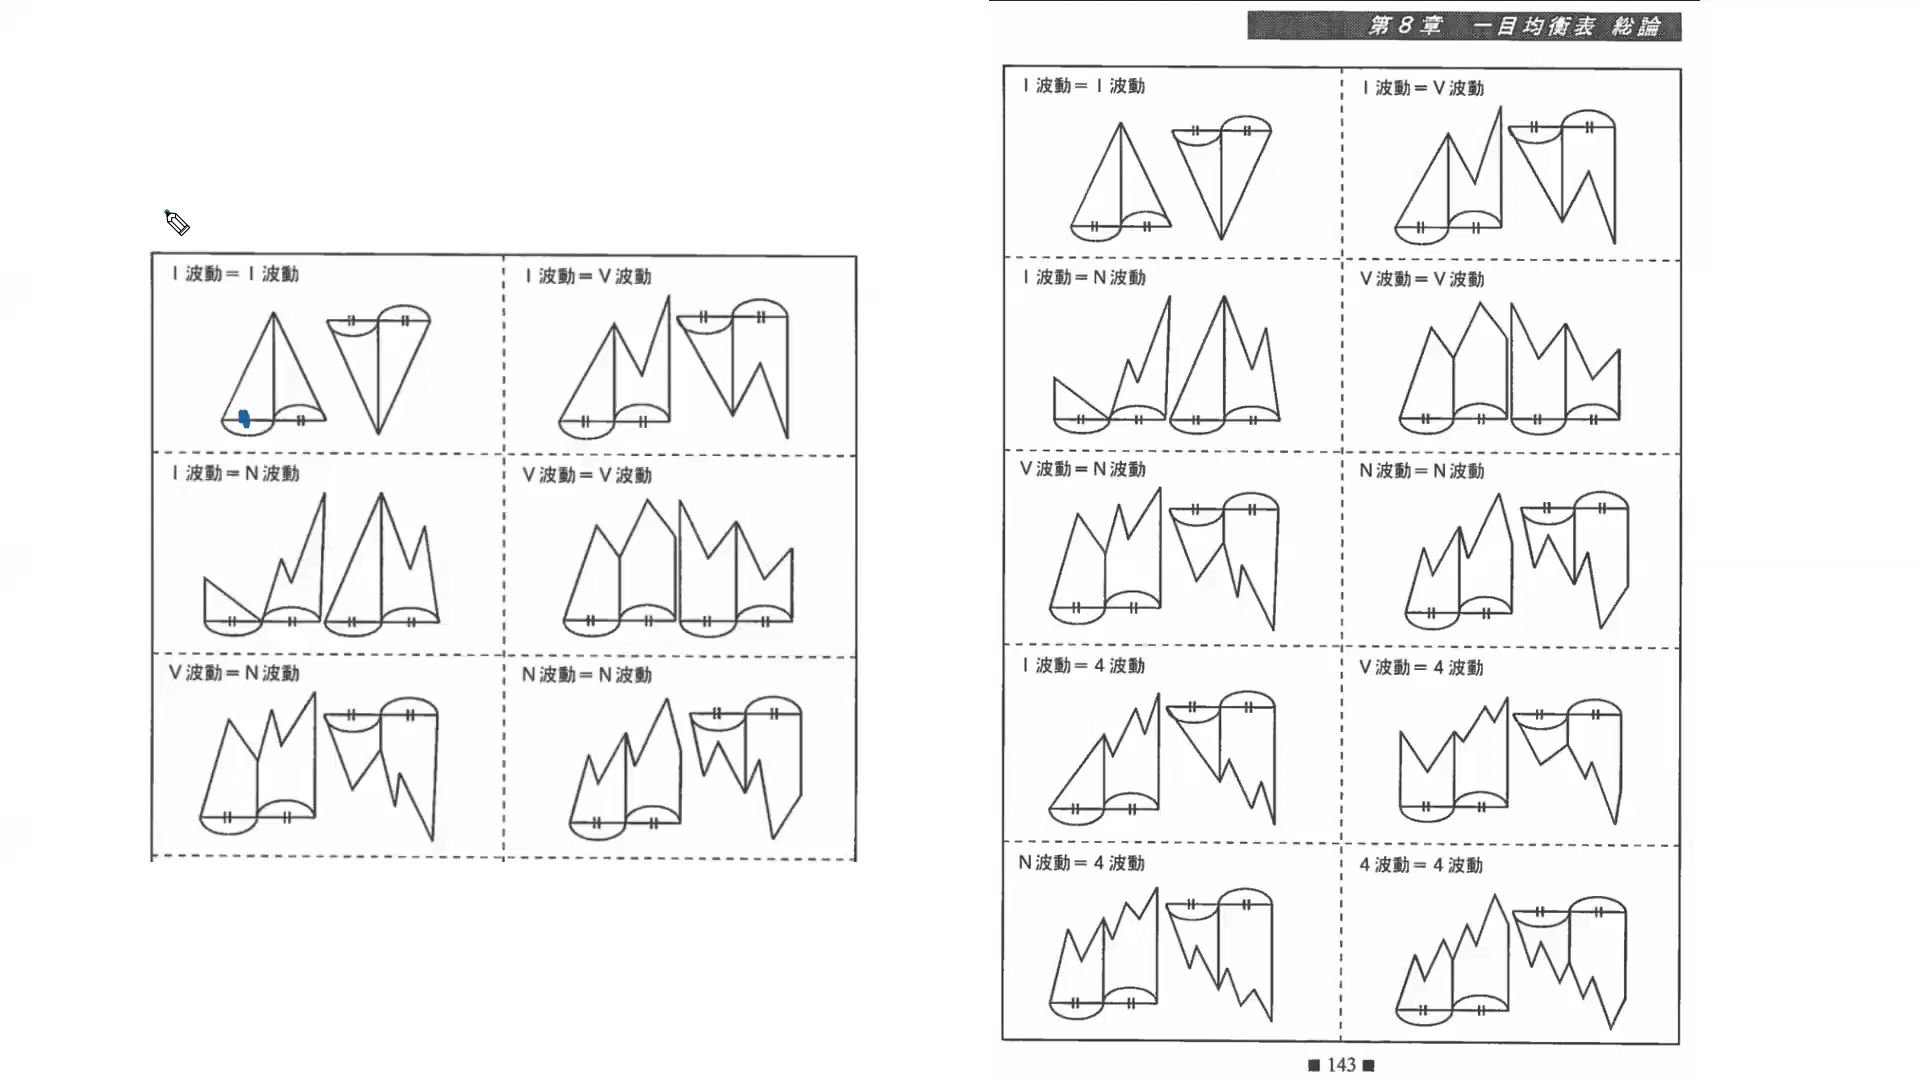 I 波動＝I 波動
I 波動＝V 波動
I 波動＝N 波動
V 波動＝V 波動
V 波動＝N 波動
N 波動＝N 波動
第8章 一目均衡表 総論
I 波動＝I 波動
I 波動＝V 波動
I 波動＝N 波動
V 波動＝V 波動
V 波動＝N 波動
N 波動＝N 波動
I 波動＝4 波動
V 波動＝4 波動
N 波動＝4 波動
4 波動＝4 波動
■ 143 ■